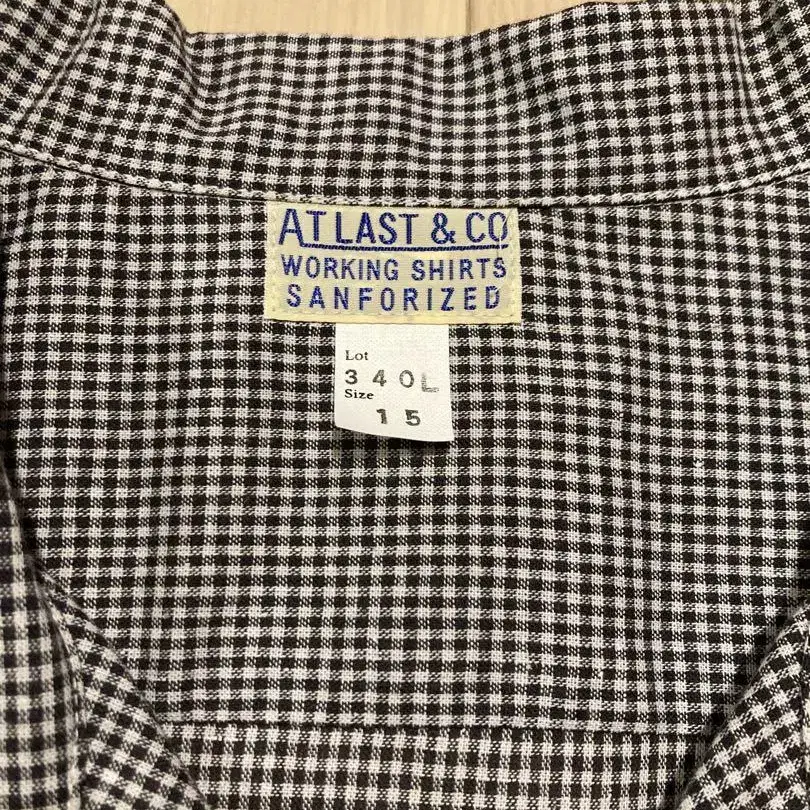 ATLAST & CO
WORKING SHIRTS
SANFORIZED
Lot
340L
Size
15